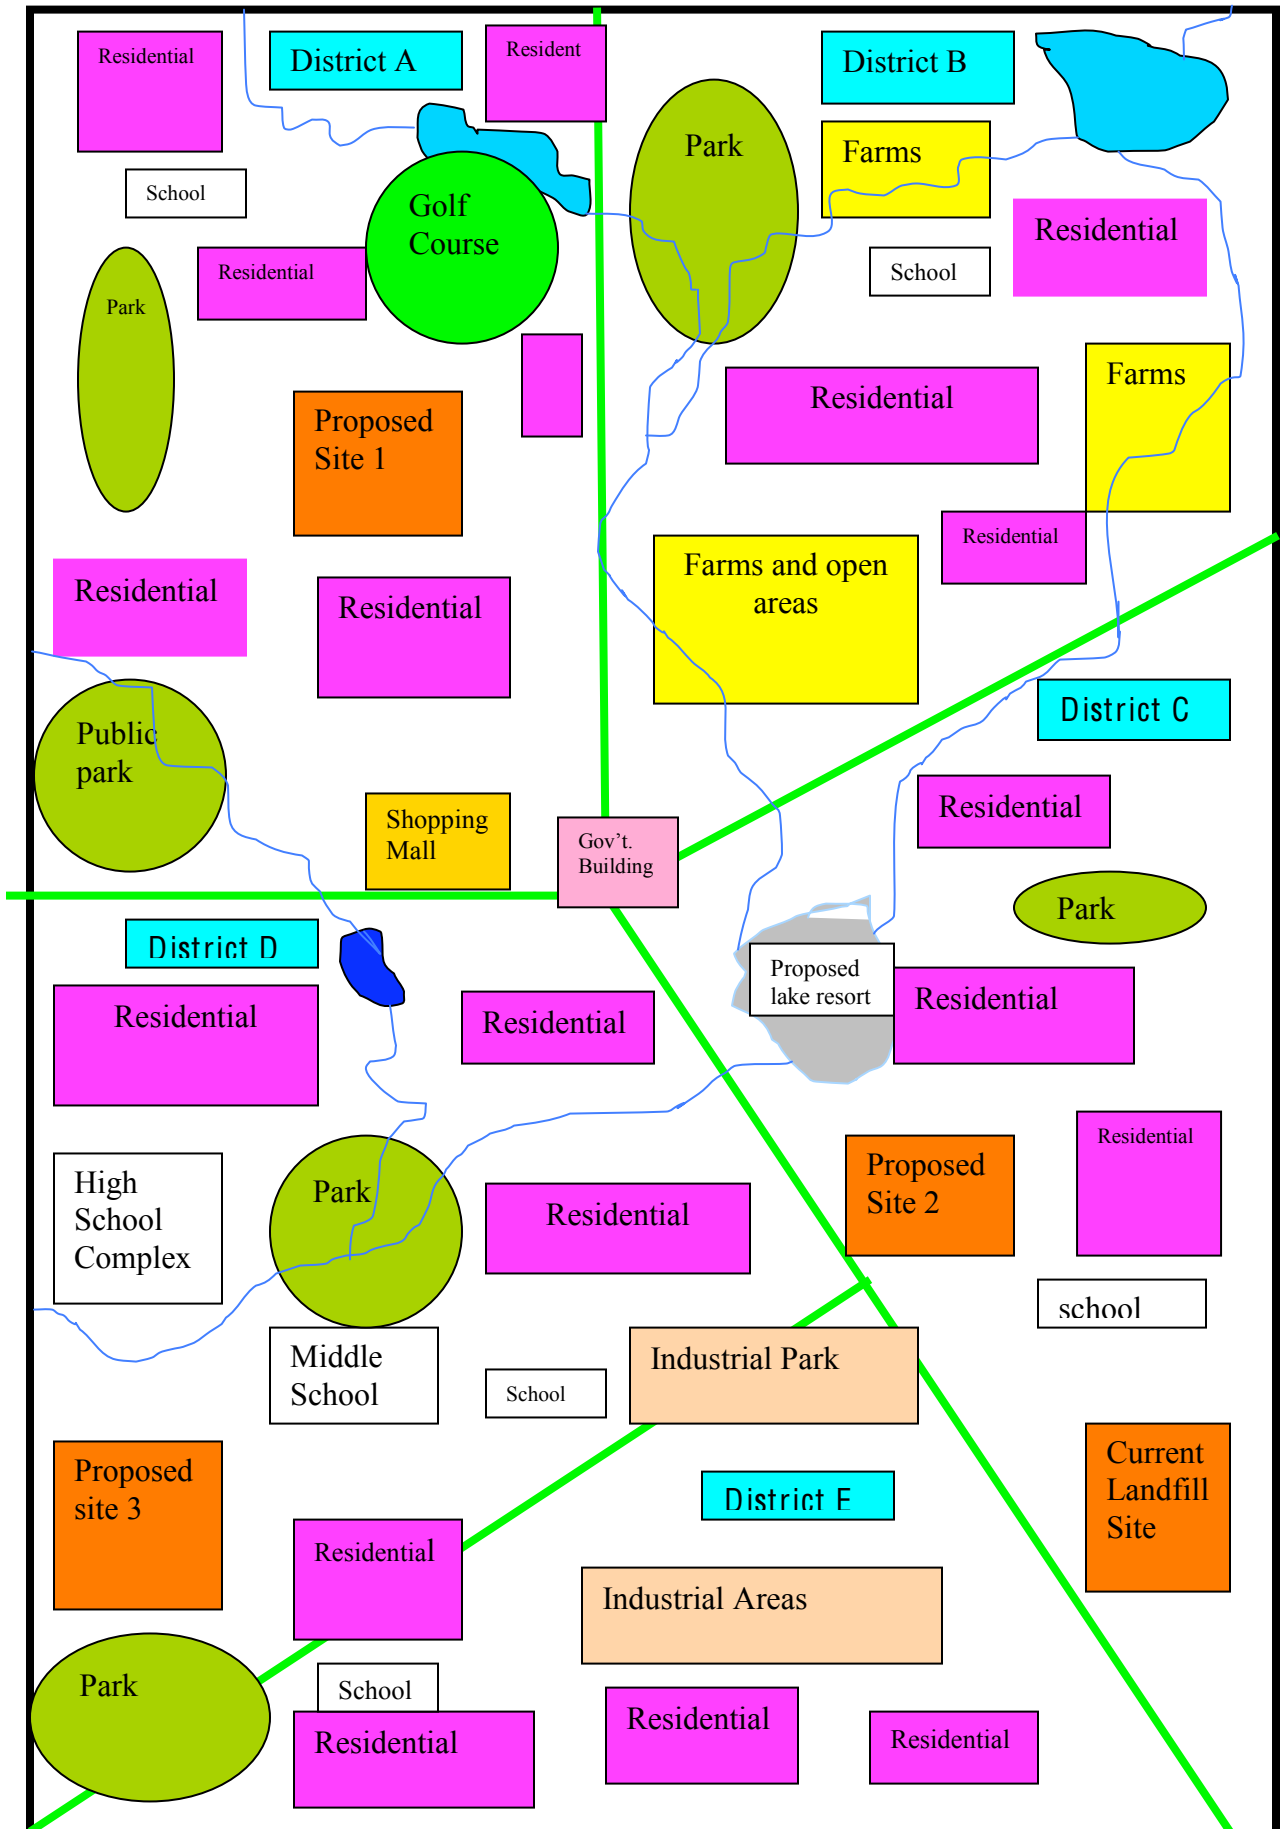 Residential
District A
Resident
District B
Park
Farms
School
Golf
Course
Residential
School
Residential
Park
Farms
Residential
Proposed
Site 1
Residential
Farms and open
areas
Residential
Residential
District C
Public
park
Shopping
Mall
Gov't.
Building
Residential
Park
District D
Proposed
lake resort
Residential
Residential
Residential
Residential
High
School
Complex
Park
Residential
Proposed
Site 2
school
Middle
School
School
Industrial Park
Proposed
site 3
District E
Current
Landfill
Site
Residential
Industrial Areas
Park
School
Residential
Residential
Residential